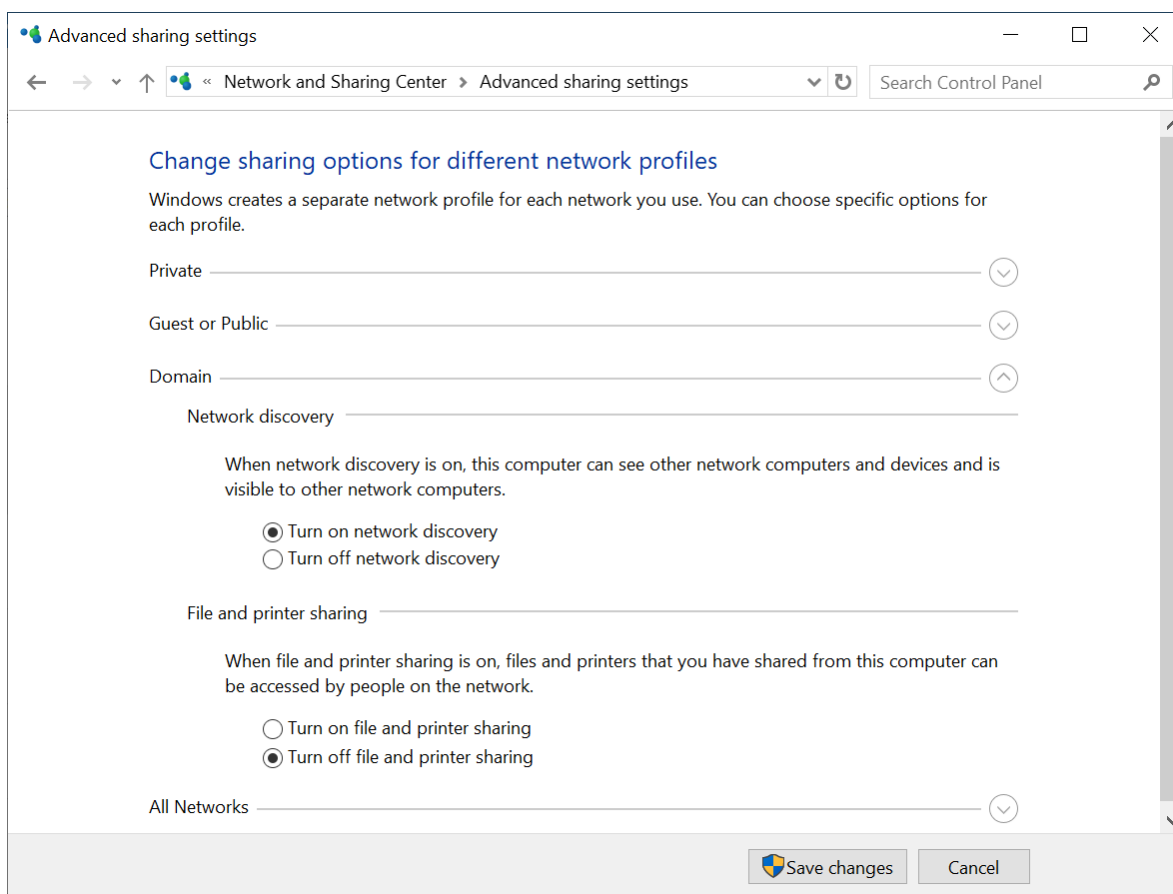 Advanced sharing settings
« Network and Sharing Center > Advanced sharing settings
Search Control Panel
Change sharing options for different network profiles
Windows creates a separate network profile for each network you use. You can choose specific options for
each profile.
Private
Guest or Public
Domain
Network discovery
When network discovery is on, this computer can see other network computers and devices and is
visible to other network computers.
Turn on network discovery
Turn off network discovery
File and printer sharing
When file and printer sharing is on, files and printers that you have shared from this computer can
be accessed by people on the network.
Turn on file and printer sharing
Turn off file and printer sharing
All Networks
Save changes
Cancel